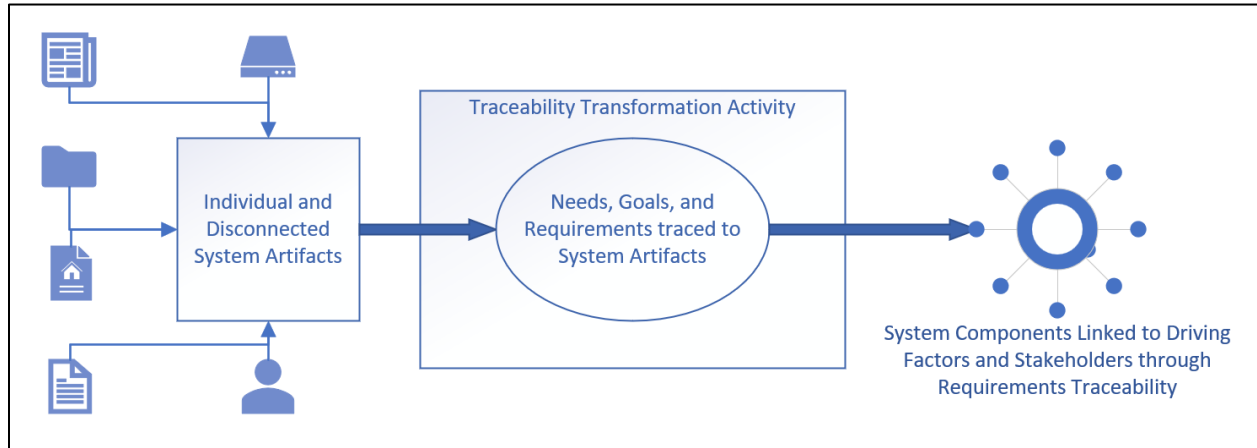 Traceability Transformation Activity
Individual and
Disconnected
System Artifacts
Needs, Goals, and
Requirements traced to
System Artifacts
System Components Linked to Driving
Factors and Stakeholders through
Requirements Traceability